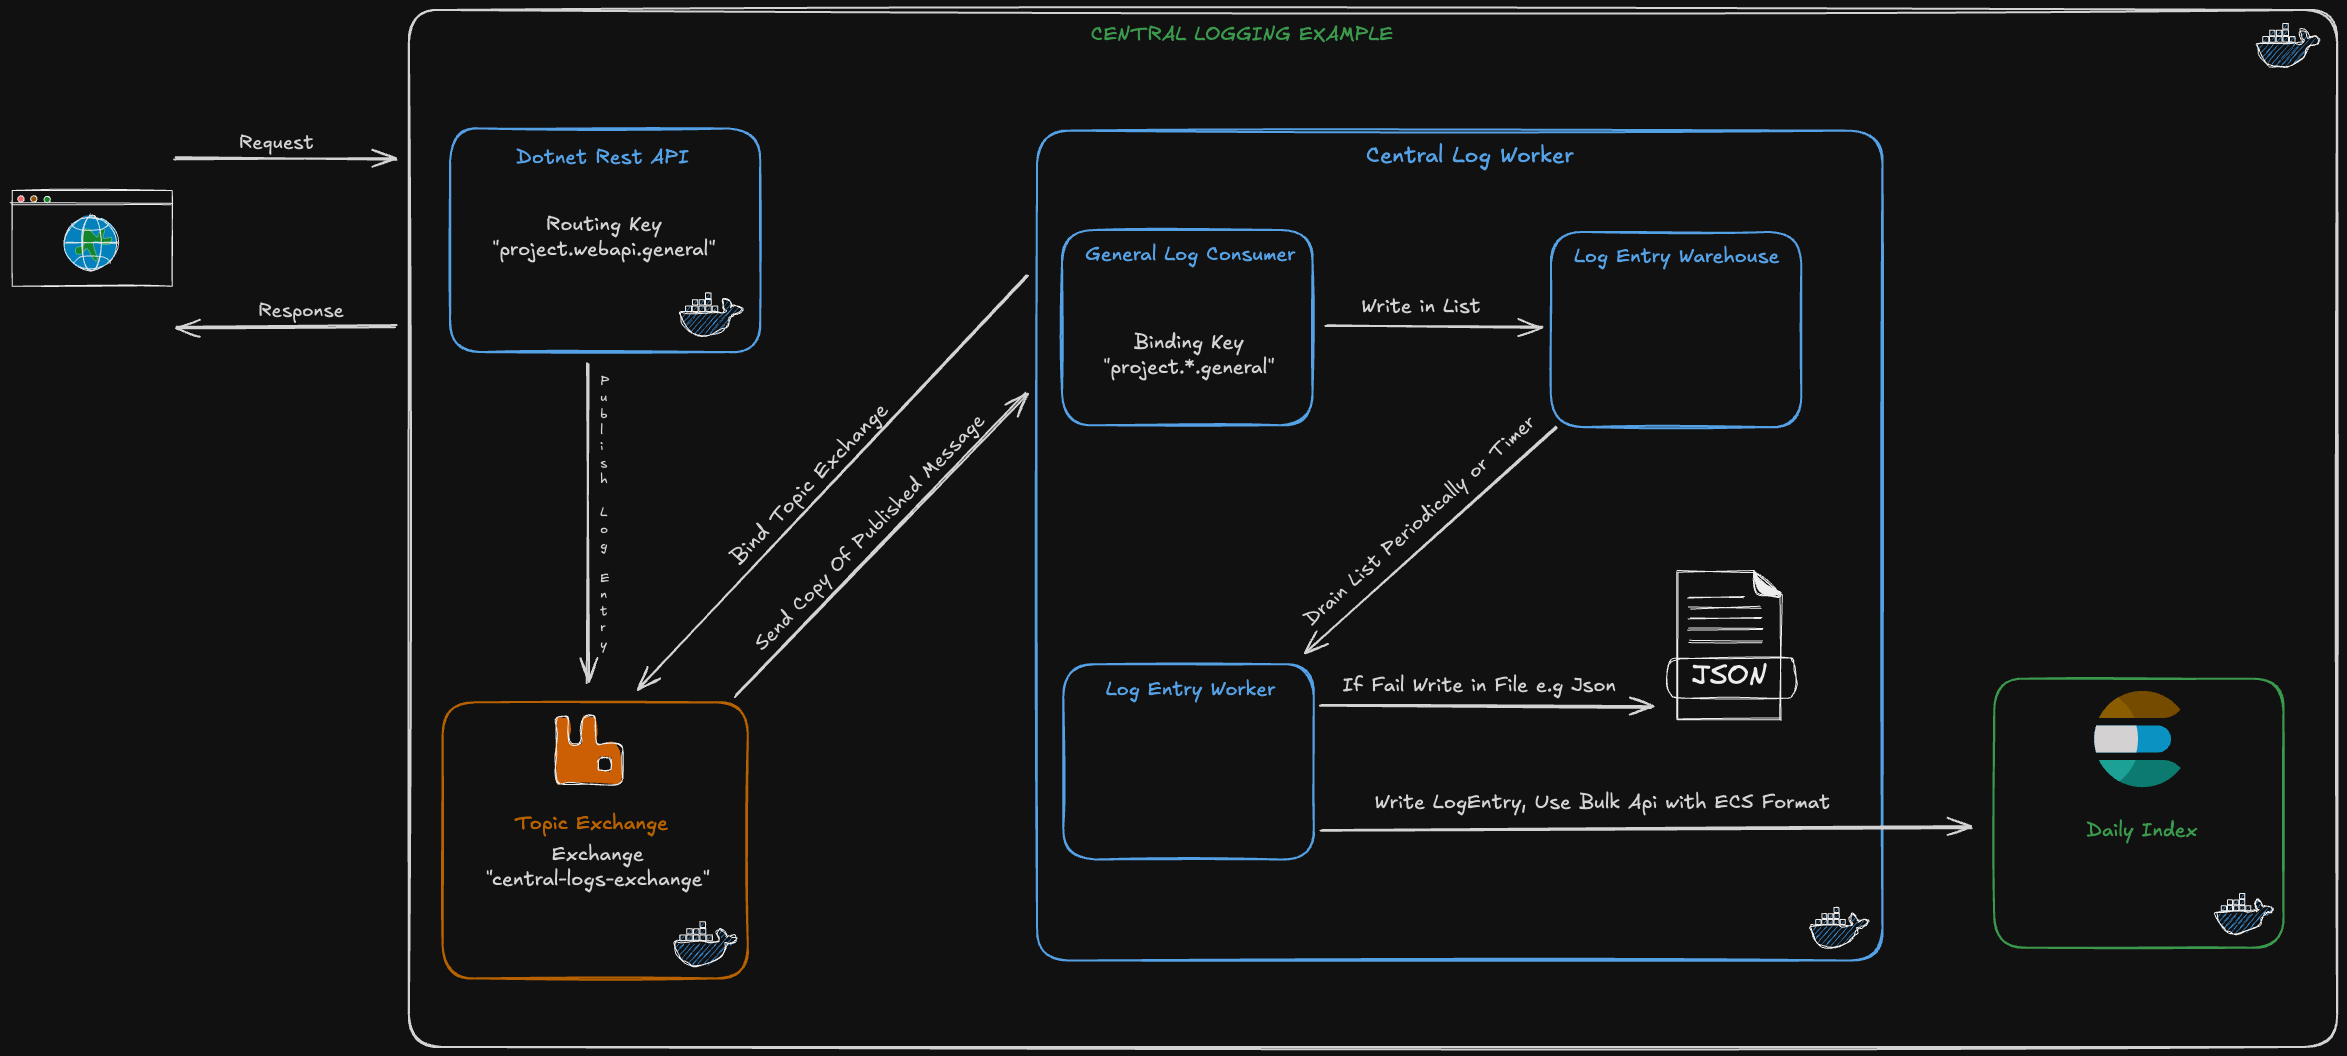 CENTRAL LOGGING EXAMPLE
Request
Response
Dotnet Rest API
Routing Key
"project.webapi.general"
Publish Log Entry
Bind Topic Exchange
Send Copy Of Published Message
Topic Exchange
Exchange
"central-logs-exchange"
Central Log Worker
General Log Consumer
Binding Key
"project.*.general"
Write in List
Log Entry Warehouse
Drain List Periodically or Timer
Log Entry Worker
If Fail Write in File e.g Json
JSON
Write LogEntry, Use Bulk Api with ECS Format
Daily Index